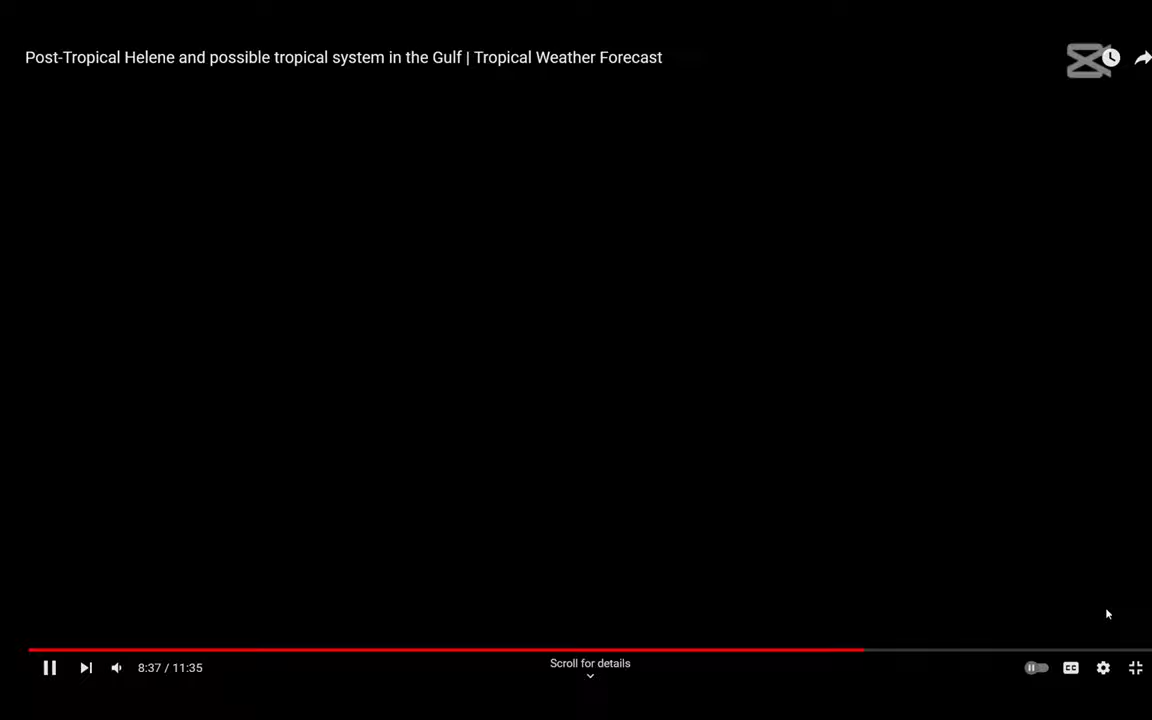 Post-Tropical Helene and possible tropical system in the Gulf | Tropical Weather Forecast
8:37 / 11:35
Scroll for details
CC